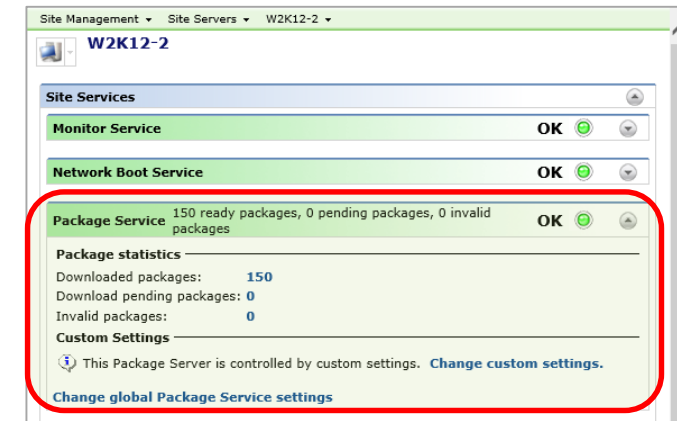 Site Management ▾ Site Servers ▾ W2K12-2 ▾
W2K12-2
Site Services
Monitor Service OK
Network Boot Service OK
Package Service 150 ready packages, 0 pending packages, 0 invalid
packages OK
Package statistics
Downloaded packages: 150
Download pending packages: 0
Invalid packages: 0
Custom Settings
This Package Server is controlled by custom settings. Change custom settings.
Change global Package Service settings